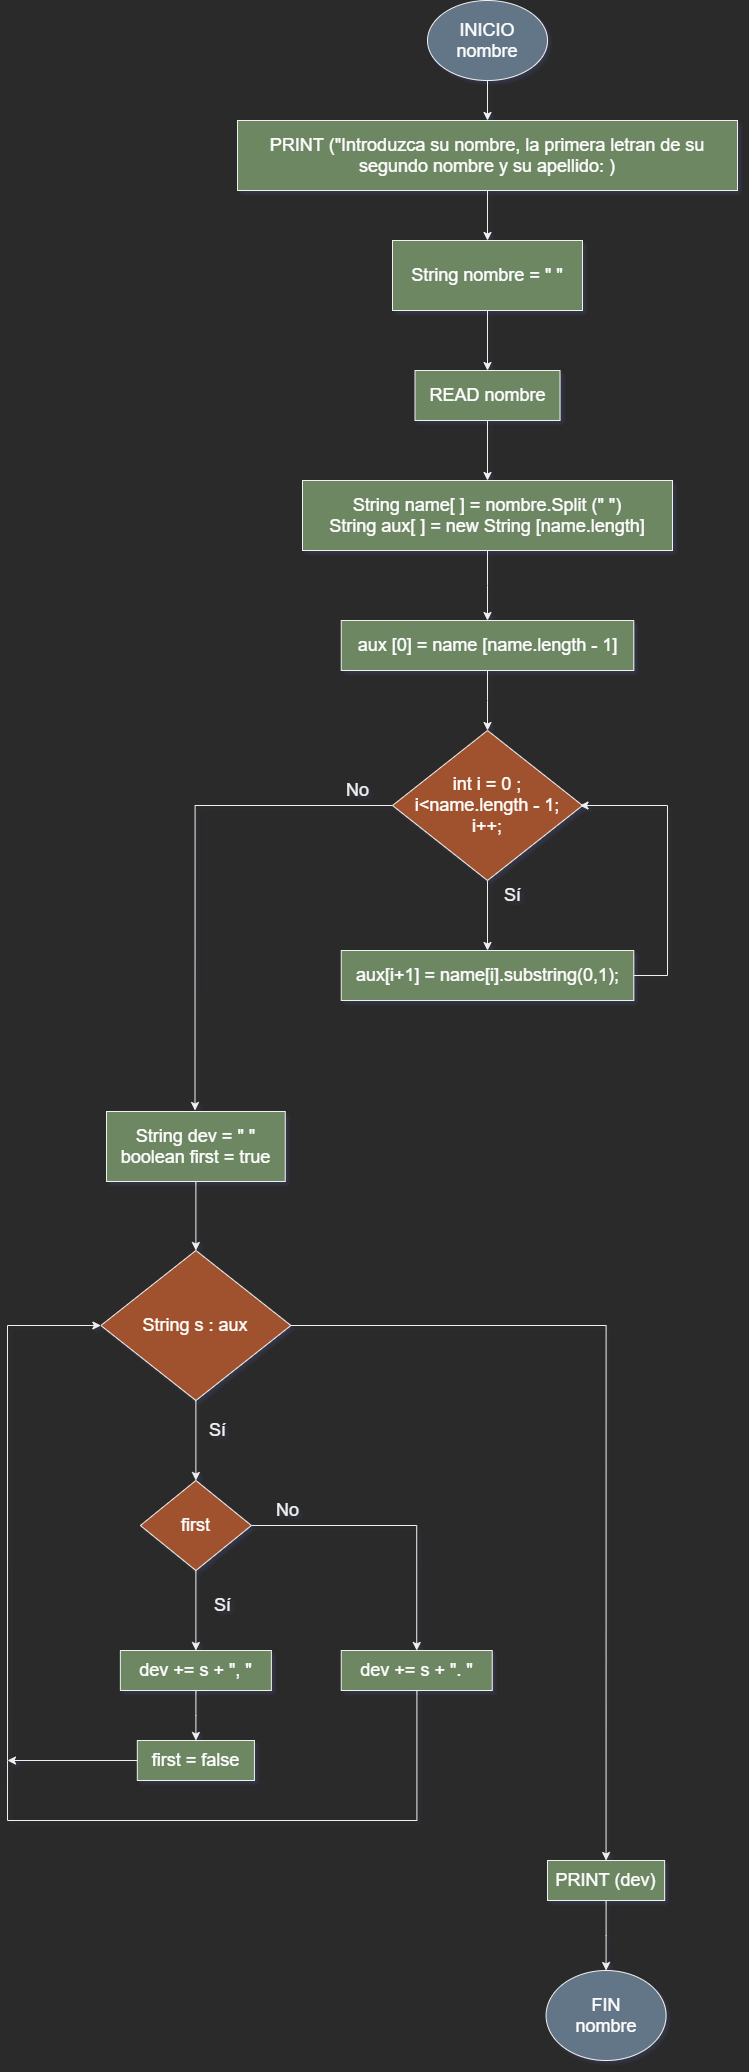 INICIO
nombre
PRINT ("Introduzca su nombre, la primera letran de su
segundo nombre y su apellido: )
String nombre = " "
READ nombre
String name[ ] = nombre.Split (" ")
String aux[ ] = new String [name.length]
aux [0] = name [name.length - 1]
int i = 0 ;
i<name.length - 1;
i++;
No
Sí
aux[i+1] = name[i].substring(0,1);
String dev = " "
boolean first = true
String s : aux
Sí
first
No
Sí
dev += s + ", "
dev += s + ". "
first = false
PRINT (dev)
FIN
nombre